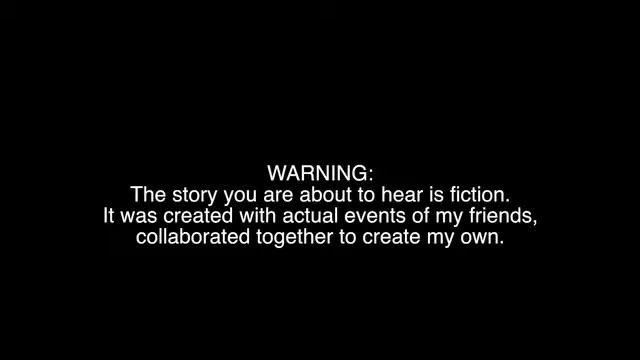 WARNING:
The story you are about to hear is fiction.
It was created with actual events of my friends,
collaborated together to create my own.